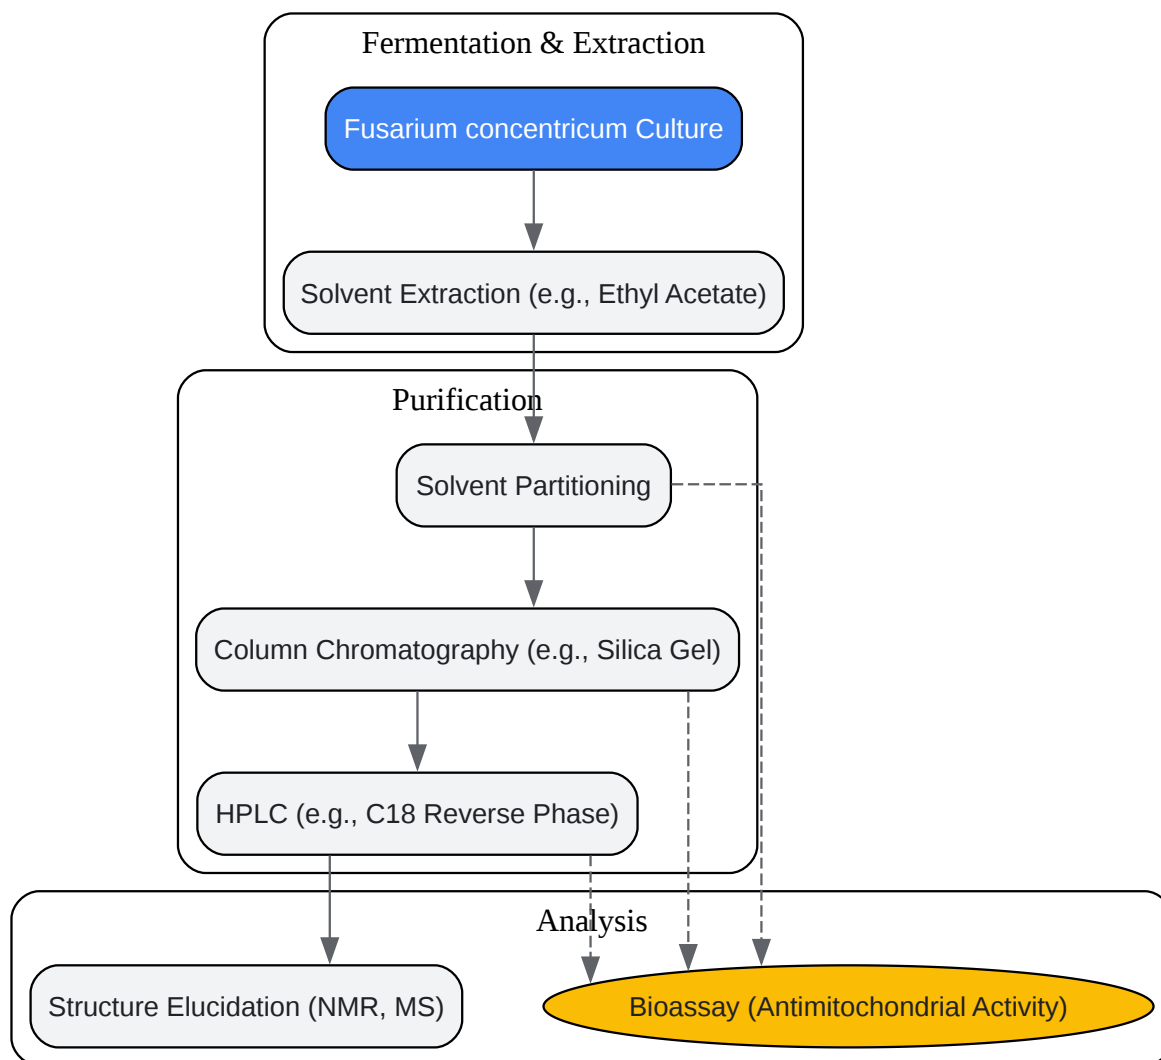 Fermentation & Extraction
Fusarium concentricum Culture
Solvent Extraction (e.g., Ethyl Acetate)
Purification
Solvent Partitioning
Column Chromatography (e.g., Silica Gel)
HPLC (e.g., C18 Reverse Phase)
Analysis
Structure Elucidation (NMR, MS)
Bioassay (Antimitochondrial Activity)